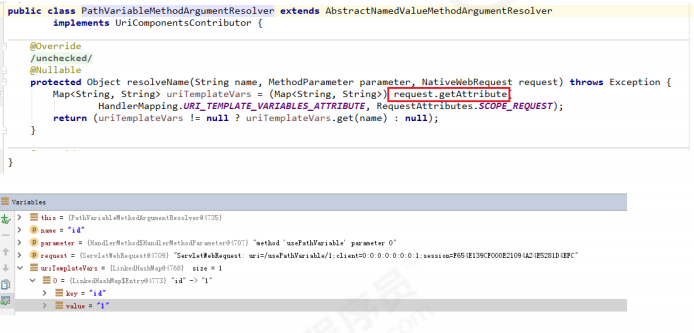 public class PathVariableMethodArgumentResolver extends AbstractNamedValueMethodArgumentResolver
implements UriComponentsContributor {
@Override
/unchecked/
@Nullable
protected Object resolveName(String name, MethodParameter parameter, NativeWebRequest request) throws Exception {
Map<String, String> uriTemplateVars = (Map<String, String>) request.getAttribute(
HandlerMapping.URI_TEMPLATE_VARIABLES_ATTRIBUTE, RequestAttributes.SCOPE_REQUEST);
return (uriTemplateVars != null ? uriTemplateVars.get(name) : null);
}
}
Variables
this = {PathVariableMethodArgumentResolver@4735}
name = "id"
parameter = {HandlerMethod$HandlerMethodParameter@4707} "method 'usePathVariable' parameter 0"
request = {ServletWebRequest@4709} "ServletWebRequest: uri=/usePathVariable/1;client=0:0:0:0:0:0:0:1;
uriTemplateVars = {LinkedHashMap@4768} size = 1
0 = {LinkedHashMap$Entry@4773} "id" -> "1"
key = "id"
value = "1"
程序员